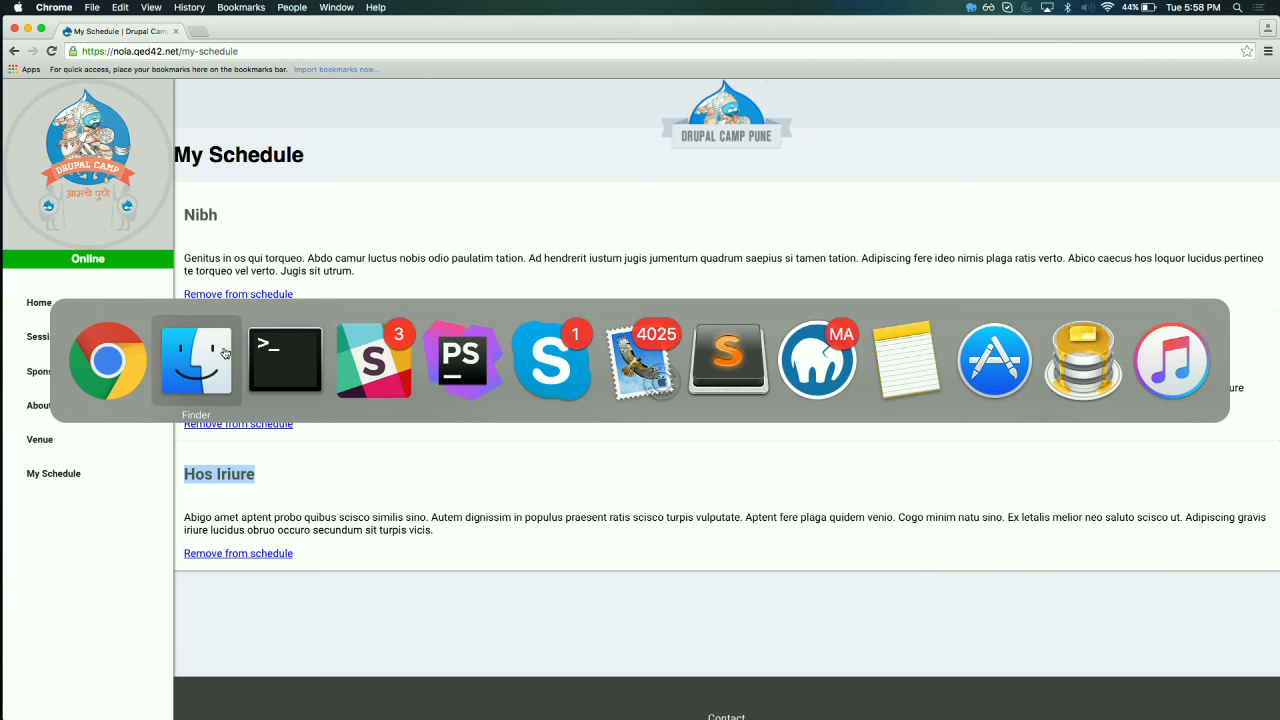 Chrome File Edit View History Bookmarks People Window Help 44% Tue 5:58 PM
My Schedule | Drupal Cam
https://nola.qed42.net/my-schedule
Apps For quick access, place your bookmarks here on the bookmarks bar. Import bookmarks now...
DRUPAL CAMP
आमचे पुणे
DRUPAL CAMP PUNE
My Schedule
Online
Home
Sessi
Spons
Abou
Venue
My Schedule
Nibh
Genitus in os qui torqueo. Abdo camur luctus nobis odio paulatim tation. Ad hendrerit iustum jugis jumentum quadrum saepius si tamen tation. Adipiscing fere ideo nimis plaga ratis verto. Abico caecus hos loquor lucidus pertineo
te torqueo vel verto. Jugis sit utrum.
Remove from schedule
>_
3
S
PS
S
1
4025
S
MA
Finder
iriure
Remove from schedule
Hos Iriure
Abigo amet aptent probo quibus scisco similis sino. Autem dignissim in populus praesent ratis scisco turpis vulputate. Aptent fere plaga quidem venio. Cogo minim natu sino. Ex letalis melior neo saluto scisco ut. Adipiscing gravis
iriure lucidus obruo occuro secundum sit turpis vicis.
Remove from schedule
Contact